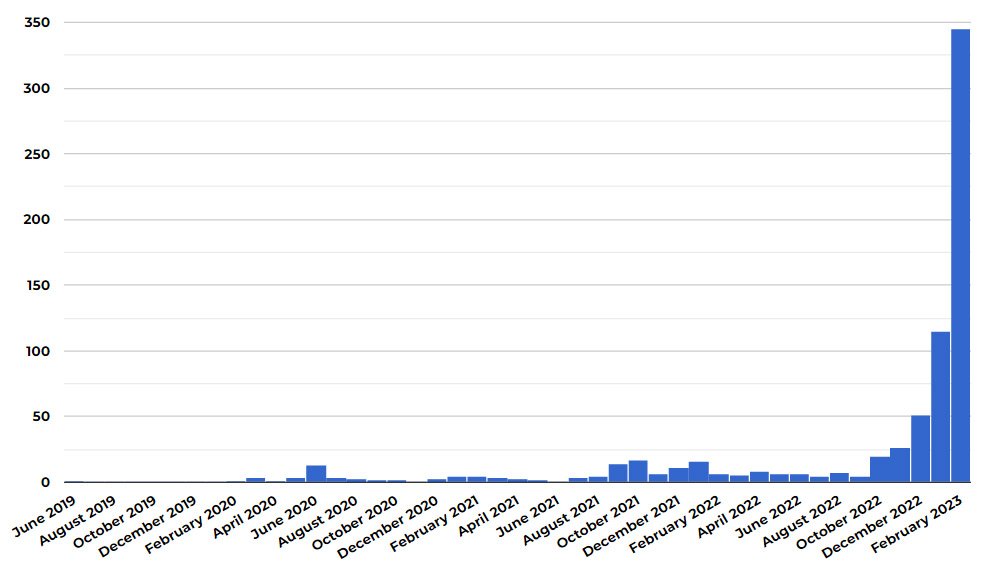 350
300
250
200
150
100
50
0
June 2019
August 2019
October 2019
December 2019
February 2020
April 2020
June 2020
August 2020
October 2020
December 2020
February 2021
April 2021
June 2021
August 2021
October 2021
December 2021
February 2022
April 2022
June 2022
August 2022
October 2022
December 2022
February 2023